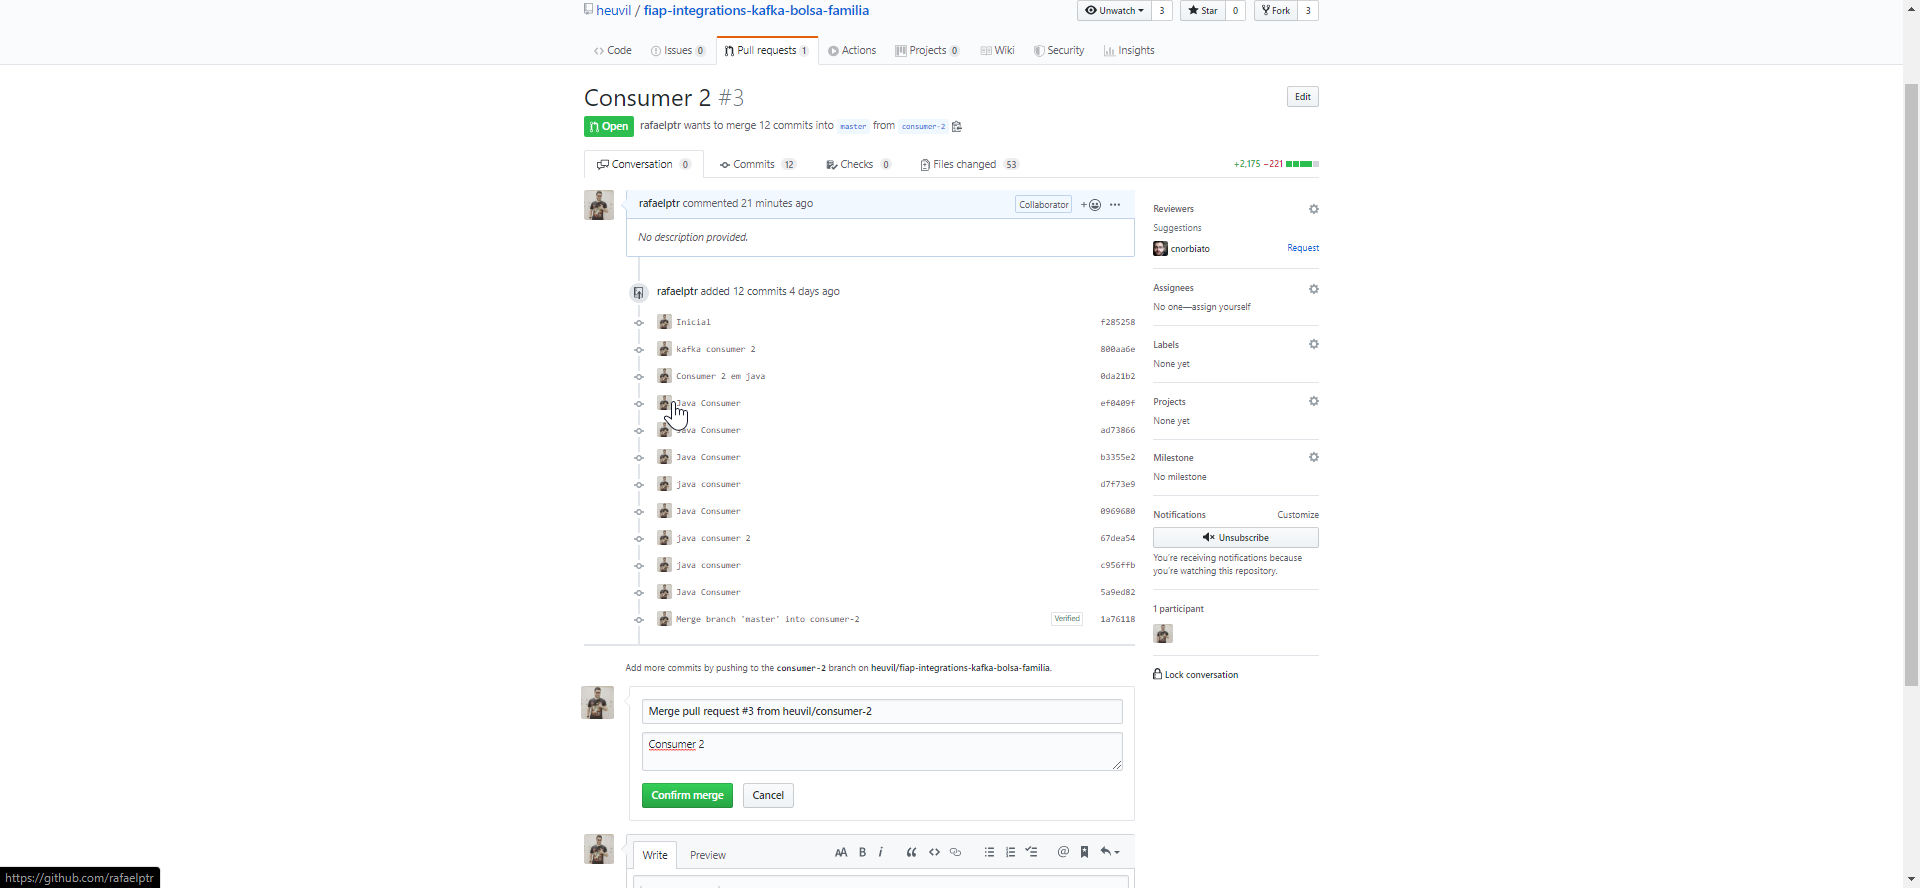 heuvil / fiap-integrations-kafka-bolsa-familia
Unwatch 3 Star 0 Fork 3
Code Issues 0 Pull requests 1 Actions Projects 0 Wiki Security Insights
Consumer 2 #3 Edit
Open rafaelptr wants to merge 12 commits into master from consumer-2
Conversation 0 Commits 12 Checks 0 Files changed 53 +2,175 −221
rafaelptr commented 21 minutes ago Collaborator
No description provided.
rafaelptr added 12 commits 4 days ago
Inicial f285258
kafka consumer 2 800aa6e
Consumer 2 em java 0da21b2
Java Consumer ef0409f
Java Consumer ad73866
Java Consumer b3355e2
java consumer d7f73e9
Java Consumer 0969680
java consumer 2 67dea54
java consumer c956ffb
Java Consumer 5a9ed82
Merge branch 'master' into consumer-2 Verified 1a76118
Add more commits by pushing to the consumer-2 branch on heuvil/fiap-integrations-kafka-bolsa-familia.
Merge pull request #3 from heuvil/consumer-2
Consumer 2
Confirm merge Cancel
Write Preview AA B i
Reviewers
Suggestions
cnorbiato Request
Assignees
No one—assign yourself
Labels
None yet
Projects
None yet
Milestone
No milestone
Notifications Customize
Unsubscribe
You're receiving notifications because
you're watching this repository.
1 participant
Lock conversation
https://github.com/rafaelptr